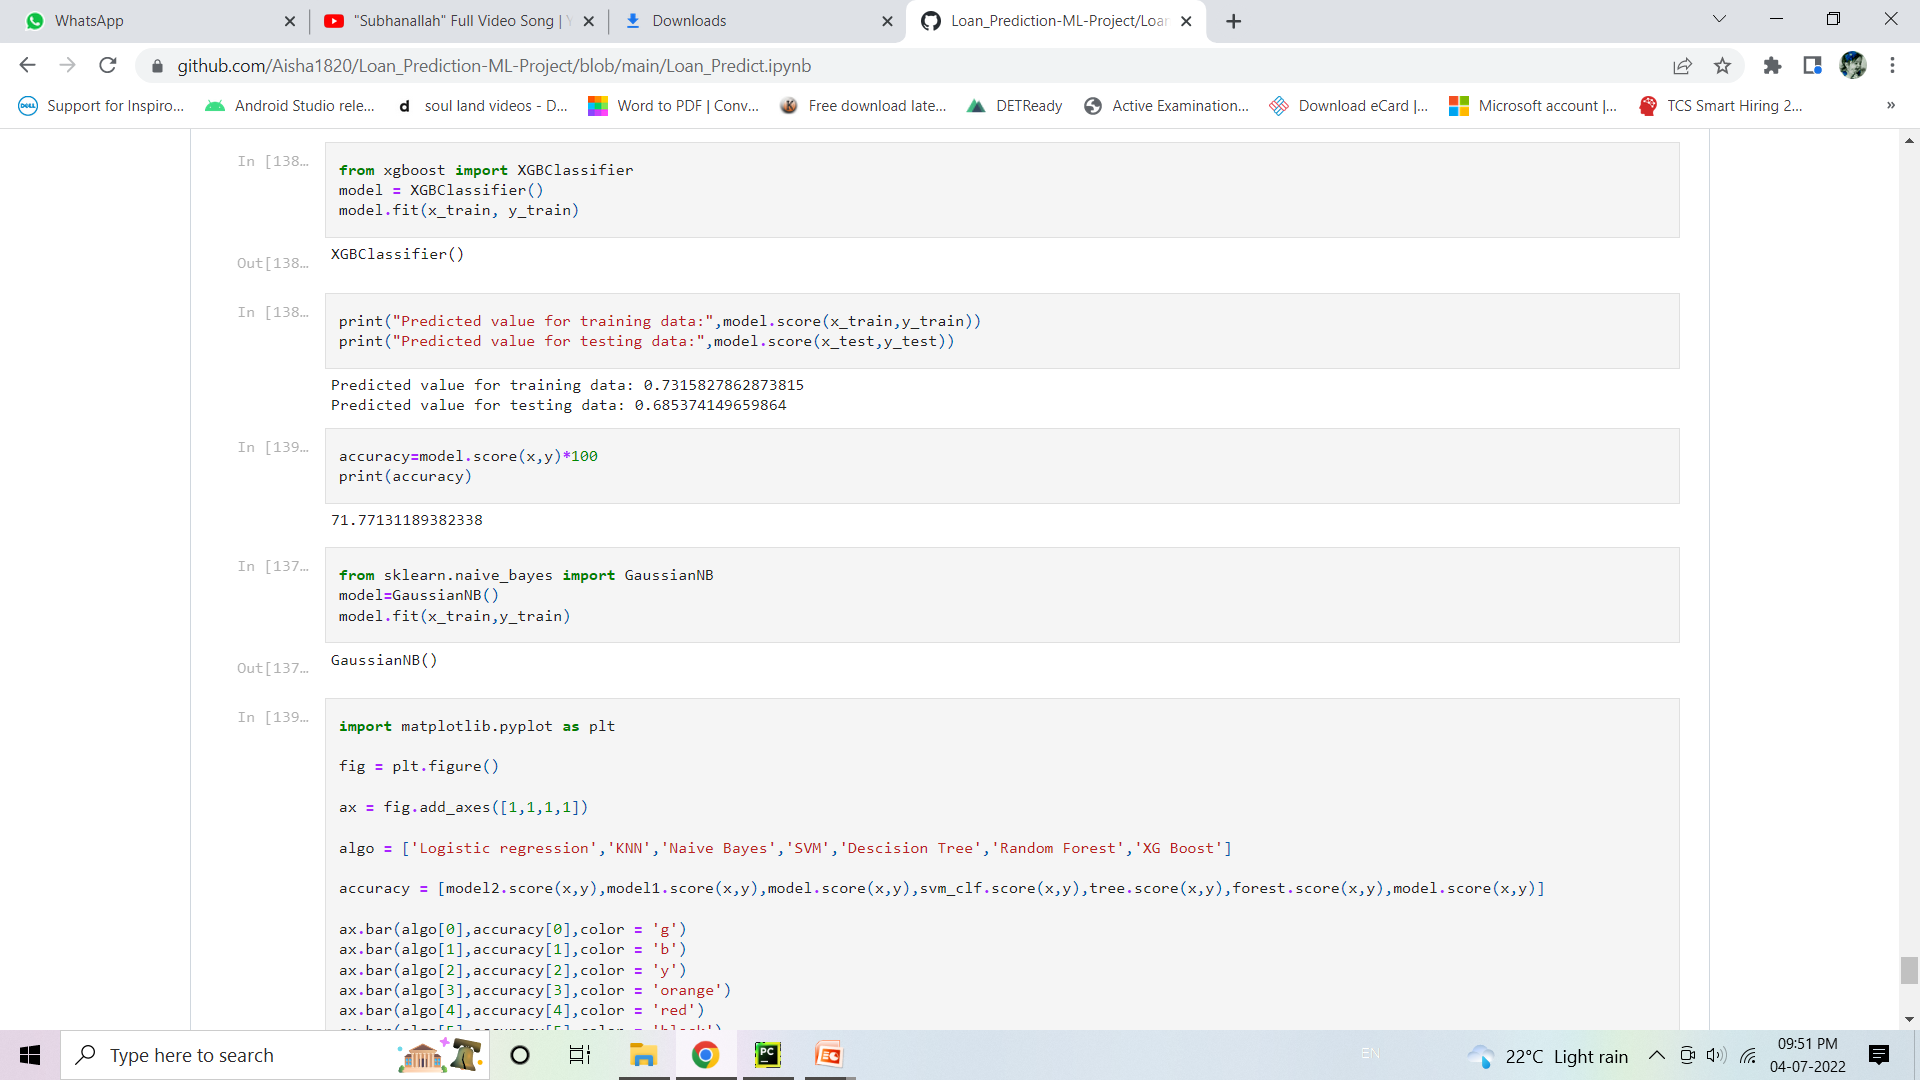 WhatsApp
"Subhanallah" Full Video Song | Y
Downloads
Loan_Prediction-ML-Project/Loan
github.com/Aisha1820/Loan_Prediction-ML-Project/blob/main/Loan_Predict.ipynb
Support for Inspiro...
Android Studio rele...
soul land videos - D...
Word to PDF | Conv...
Free download late...
DETReady
Active Examination...
Download eCard |...
Microsoft account |...
TCS Smart Hiring 2...
»
In [138...
from xgboost import XGBClassifier
model = XGBClassifier()
model.fit(x_train, y_train)
Out[138...
XGBClassifier()
In [138...
print("Predicted value for training data:",model.score(x_train,y_train))
print("Predicted value for testing data:",model.score(x_test,y_test))
Predicted value for training data: 0.7315827862873815
Predicted value for testing data: 0.685374149659864
In [139...
accuracy=model.score(x,y)*100
print(accuracy)
71.77131189382338
In [137...
from sklearn.naive_bayes import GaussianNB
model=GaussianNB()
model.fit(x_train,y_train)
Out[137...
GaussianNB()
In [139...
import matplotlib.pyplot as plt
fig = plt.figure()
ax = fig.add_axes([1,1,1,1])
algo = ['Logistic regression','KNN','Naive Bayes','SVM','Descision Tree','Random Forest','XG Boost']
accuracy = [model2.score(x,y),model1.score(x,y),model.score(x,y),svm_clf.score(x,y),tree.score(x,y),forest.score(x,y),model.score(x,y)]
ax.bar(algo[0],accuracy[0],color = 'g')
ax.bar(algo[1],accuracy[1],color = 'b')
ax.bar(algo[2],accuracy[2],color = 'y')
ax.bar(algo[3],accuracy[3],color = 'orange')
ax.bar(algo[4],accuracy[4],color = 'red')
ax.bar(algo[5],accuracy[5],color = 'black')
Type here to search
EN
22°C Light rain
09:51 PM
04-07-2022